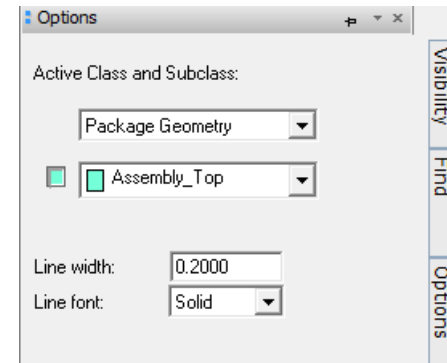 Options
Active Class and Subclass:
Package Geometry
Assembly_Top
Line width: 0.2000
Line font: Solid
Visibility
Find
Options